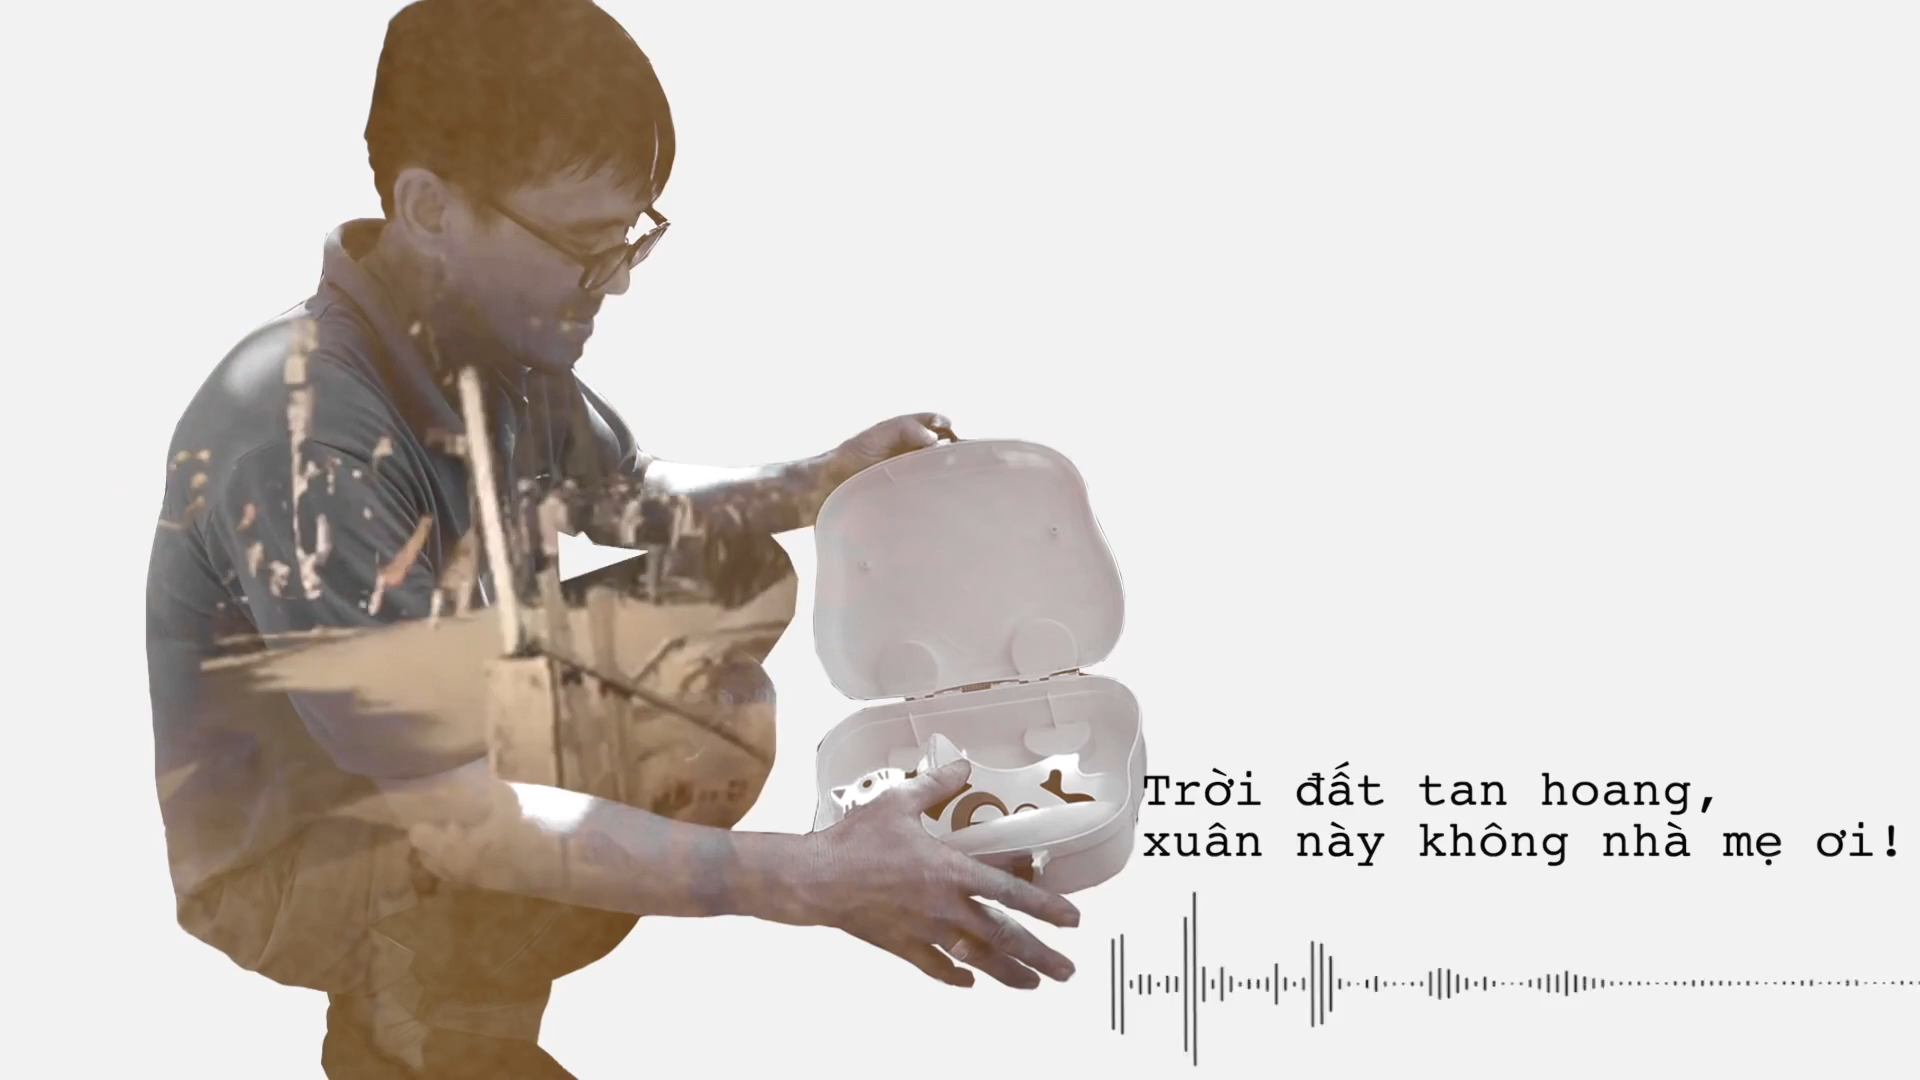 Trời đất tan hoang,
xuân này không nhà mẹ ơi!